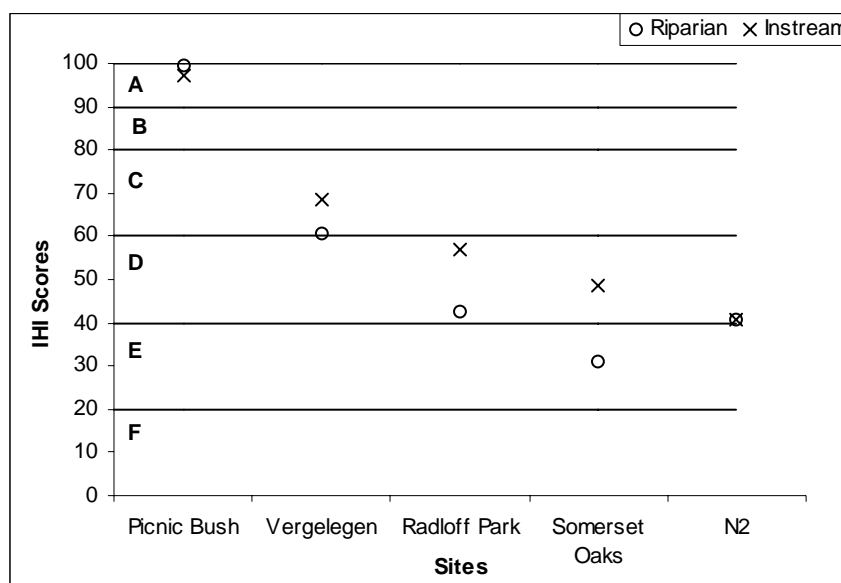 Riparian Instream
100
A
90
B
80
C
70
60
D
50
40
E
30
20
F
10
0
IHI Scores
Picnic Bush Vergelegen Radloff Park Somerset Oaks N2
Sites